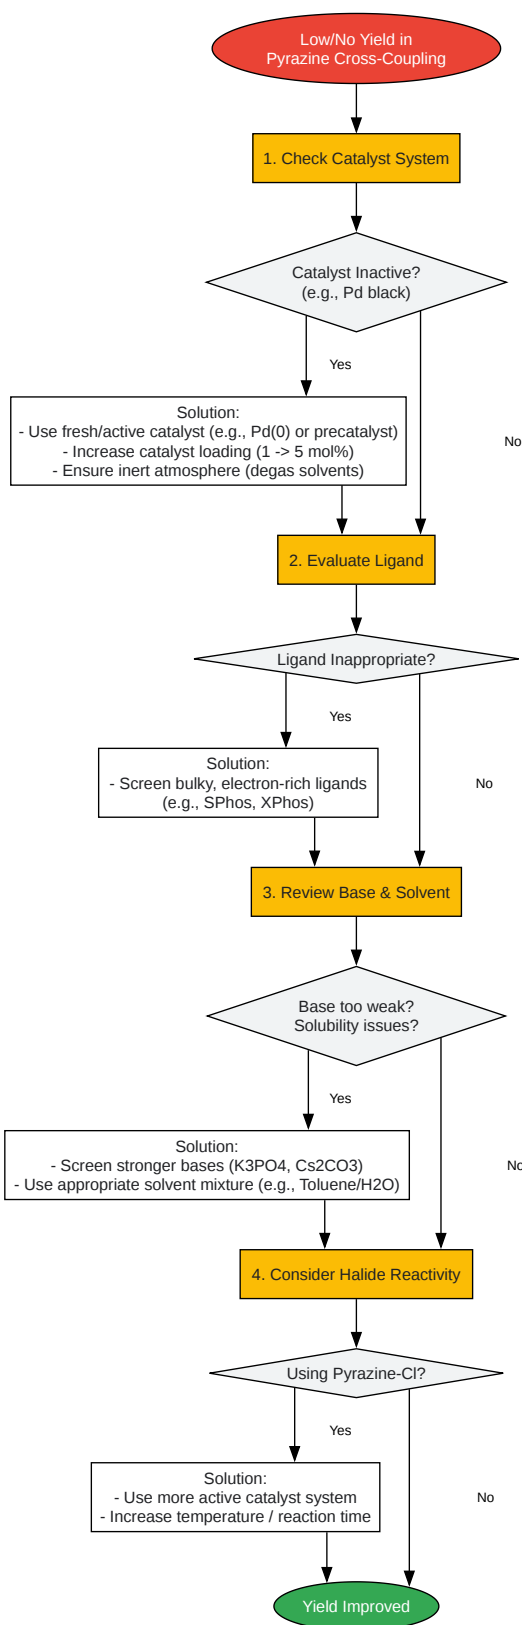 Low/No Yield in
Pyrazine Cross-Coupling
1. Check Catalyst System
Catalyst Inactive?
(e.g., Pd black)
Yes
No
Solution:
- Use fresh/active catalyst (e.g., Pd(0) or precatalyst)
- Increase catalyst loading (1 -> 5 mol%)
- Ensure inert atmosphere (degas solvents)
2. Evaluate Ligand
Ligand Inappropriate?
Yes
No
Solution:
- Screen bulky, electron-rich ligands
(e.g., SPhos, XPhos)
3. Review Base & Solvent
Base too weak?
Solubility issues?
Yes
No
Solution:
- Screen stronger bases (K3PO4, Cs2CO3)
- Use appropriate solvent mixture (e.g., Toluene/H2O)
4. Consider Halide Reactivity
Using Pyrazine-Cl?
Yes
No
Solution:
- Use more active catalyst system
- Increase temperature / reaction time
Yield Improved